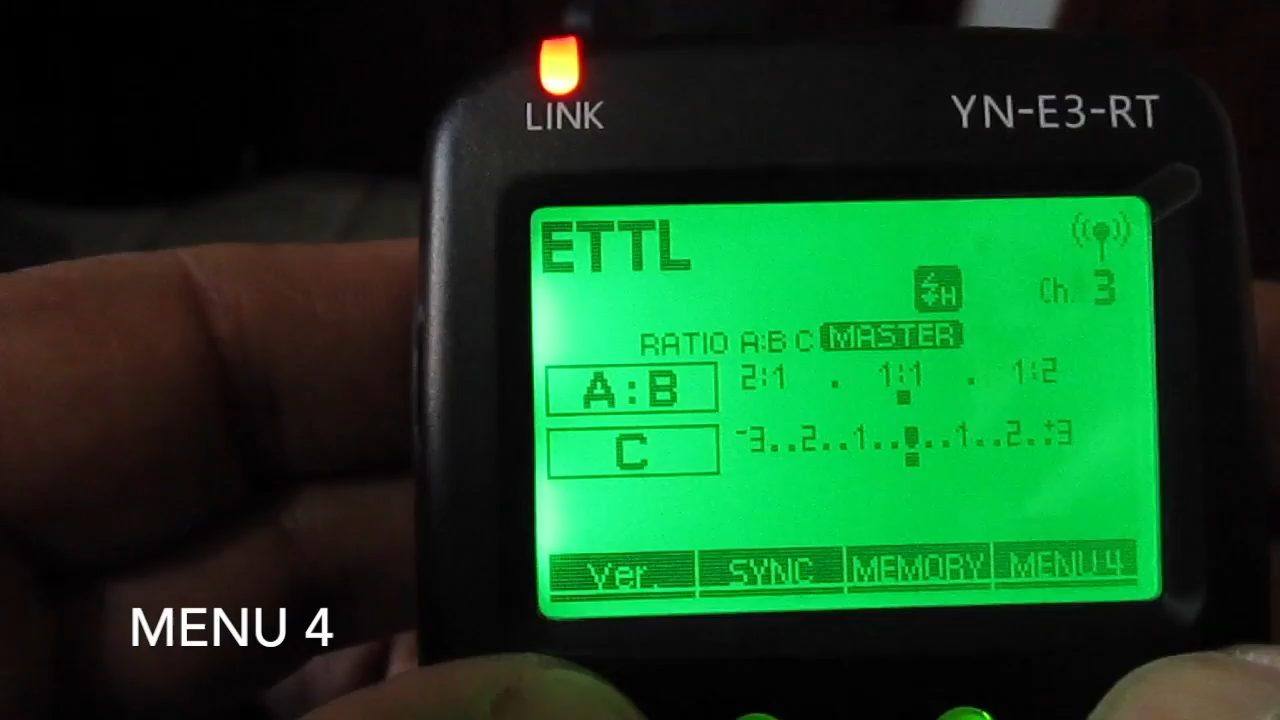 LINK
YN-E3-RT
ETTL
H
Ch. 3
RATIO A:B C MASTER
A:B 2:1 . 1:1 . 1:2
C -3..2..1..0..1..2..+3
Ver. SYNC MEMORY MENU 4
MENU 4